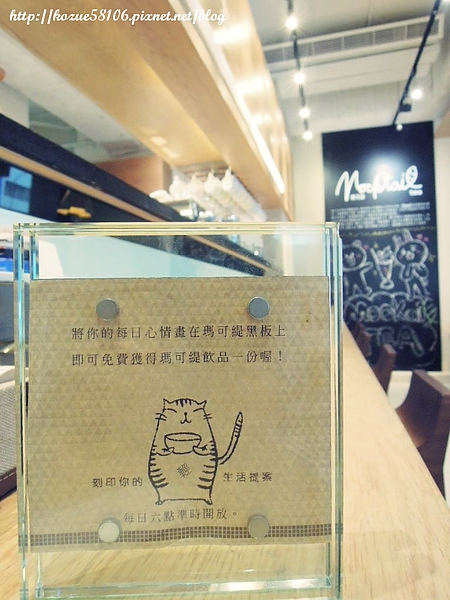 http://kozue58106.pixnet.net/blog
Mocktail
將你的每日心情畫在瑪可緹黑板上
即可免費獲得瑪可緹飲品一份喔！
輕
刻印你的 生活提案
每日六點準時開放。